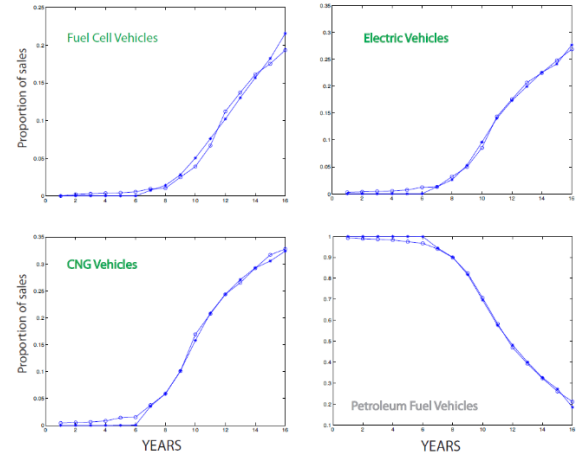 Proportion of sales
Fuel Cell Vehicles
0.25
0.2
0.15
0.1
0.05
0
0 2 4 6 8 10 12 14 16
Electric Vehicles
0.35
0.3
0.25
0.2
0.15
0.1
0.05
0
0 2 4 6 8 10 12 14 16
Proportion of sales
CNG Vehicles
0.35
0.3
0.25
0.2
0.15
0.1
0.05
0
0 2 4 6 8 10 12 14 16
YEARS
1
0.9
0.8
0.7
0.6
0.5
0.4
0.3
0.2
0.1
Petroleum Fuel Vehicles
0 2 4 6 8 10 12 14 16
YEARS